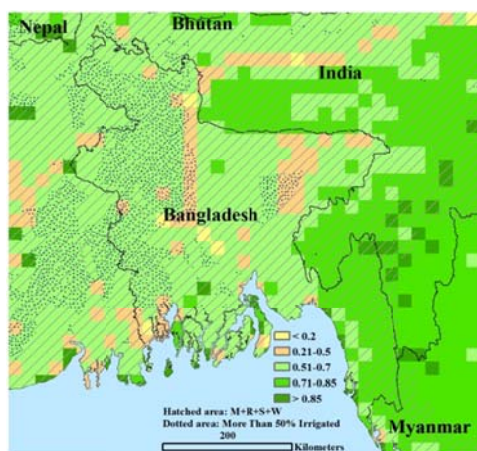 Nepal
Bhutan
India
Bangladesh
< 0.2
0.21-0.5
0.51-0.7
0.71-0.85
> 0.85
Hatched area: M+R+S+W
Dotted area: More Than 50% Irrigated
200
Kilometers
Myanmar